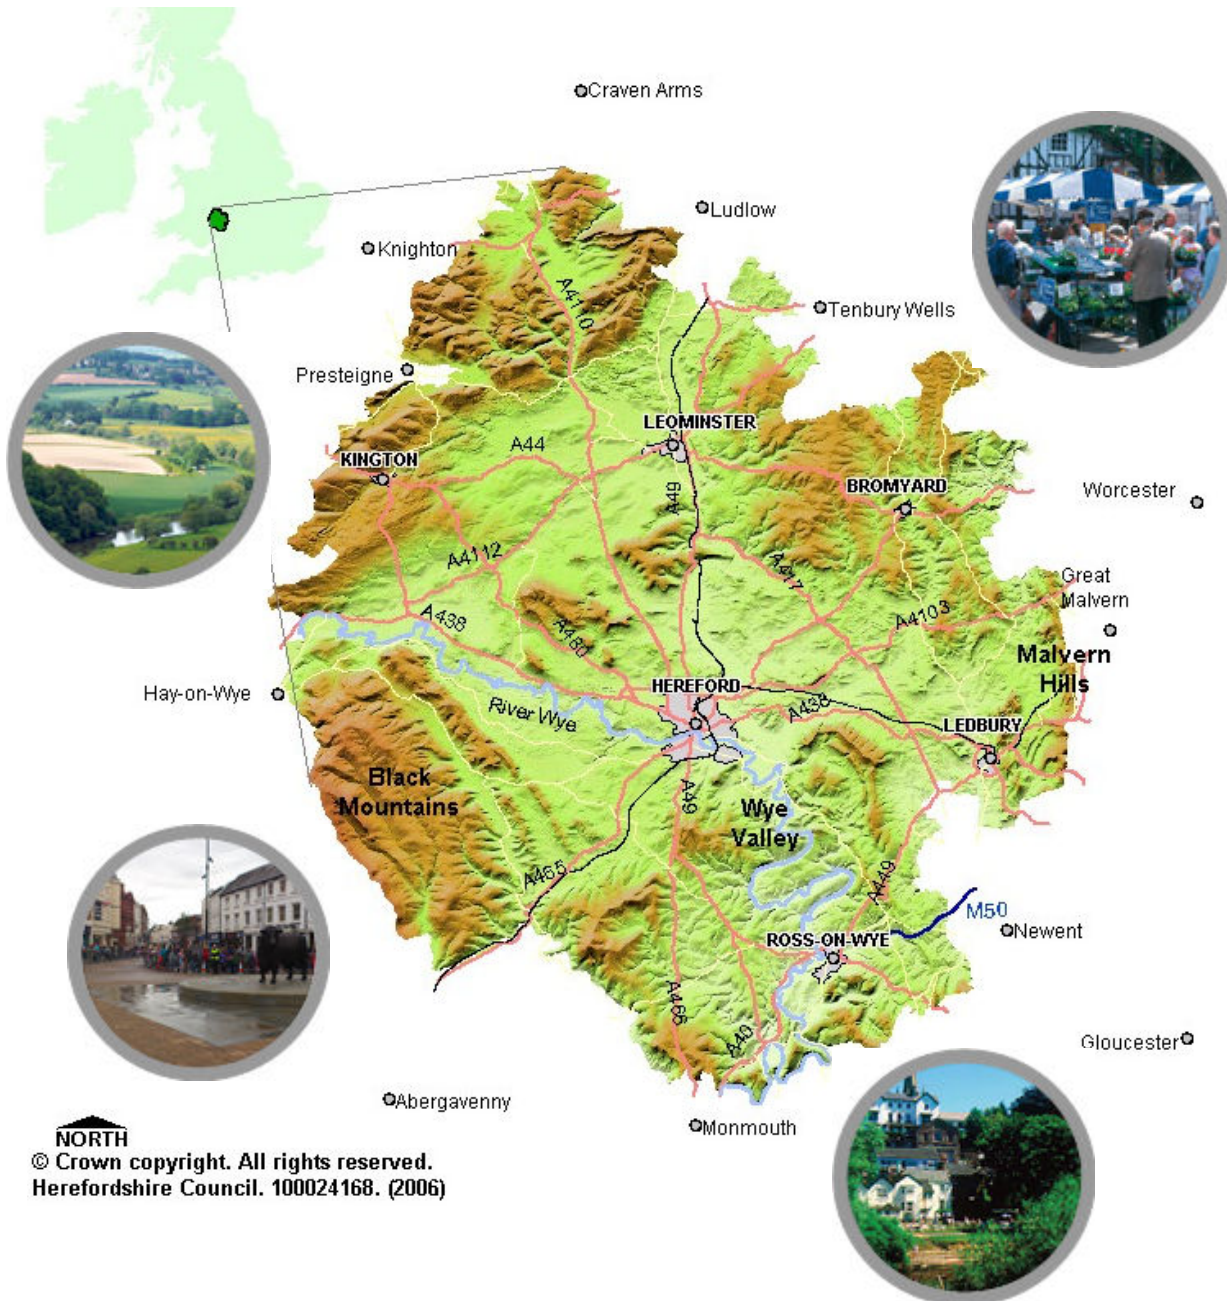 Craven Arms
Ludlow
Knighton
A4110
Tenbury Wells
Presteigne
LEOMINSTER
A44
KINGTON
A49
BROMYARD
Worcester
A4112
A417
Great
Malvern
A438
A4103
A480
Malvern
Hills
HEREFORD
Hay-on-Wye
River Wye
A438
LEDBURY
Black
Mountains
A49
Wye
Valley
A465
A449
M50
Newent
ROSS-ON-WYE
A466
A40
Gloucester
Abergavenny
Monmouth
NORTH
© Crown copyright. All rights reserved.
Herefordshire Council. 100024168. (2006)